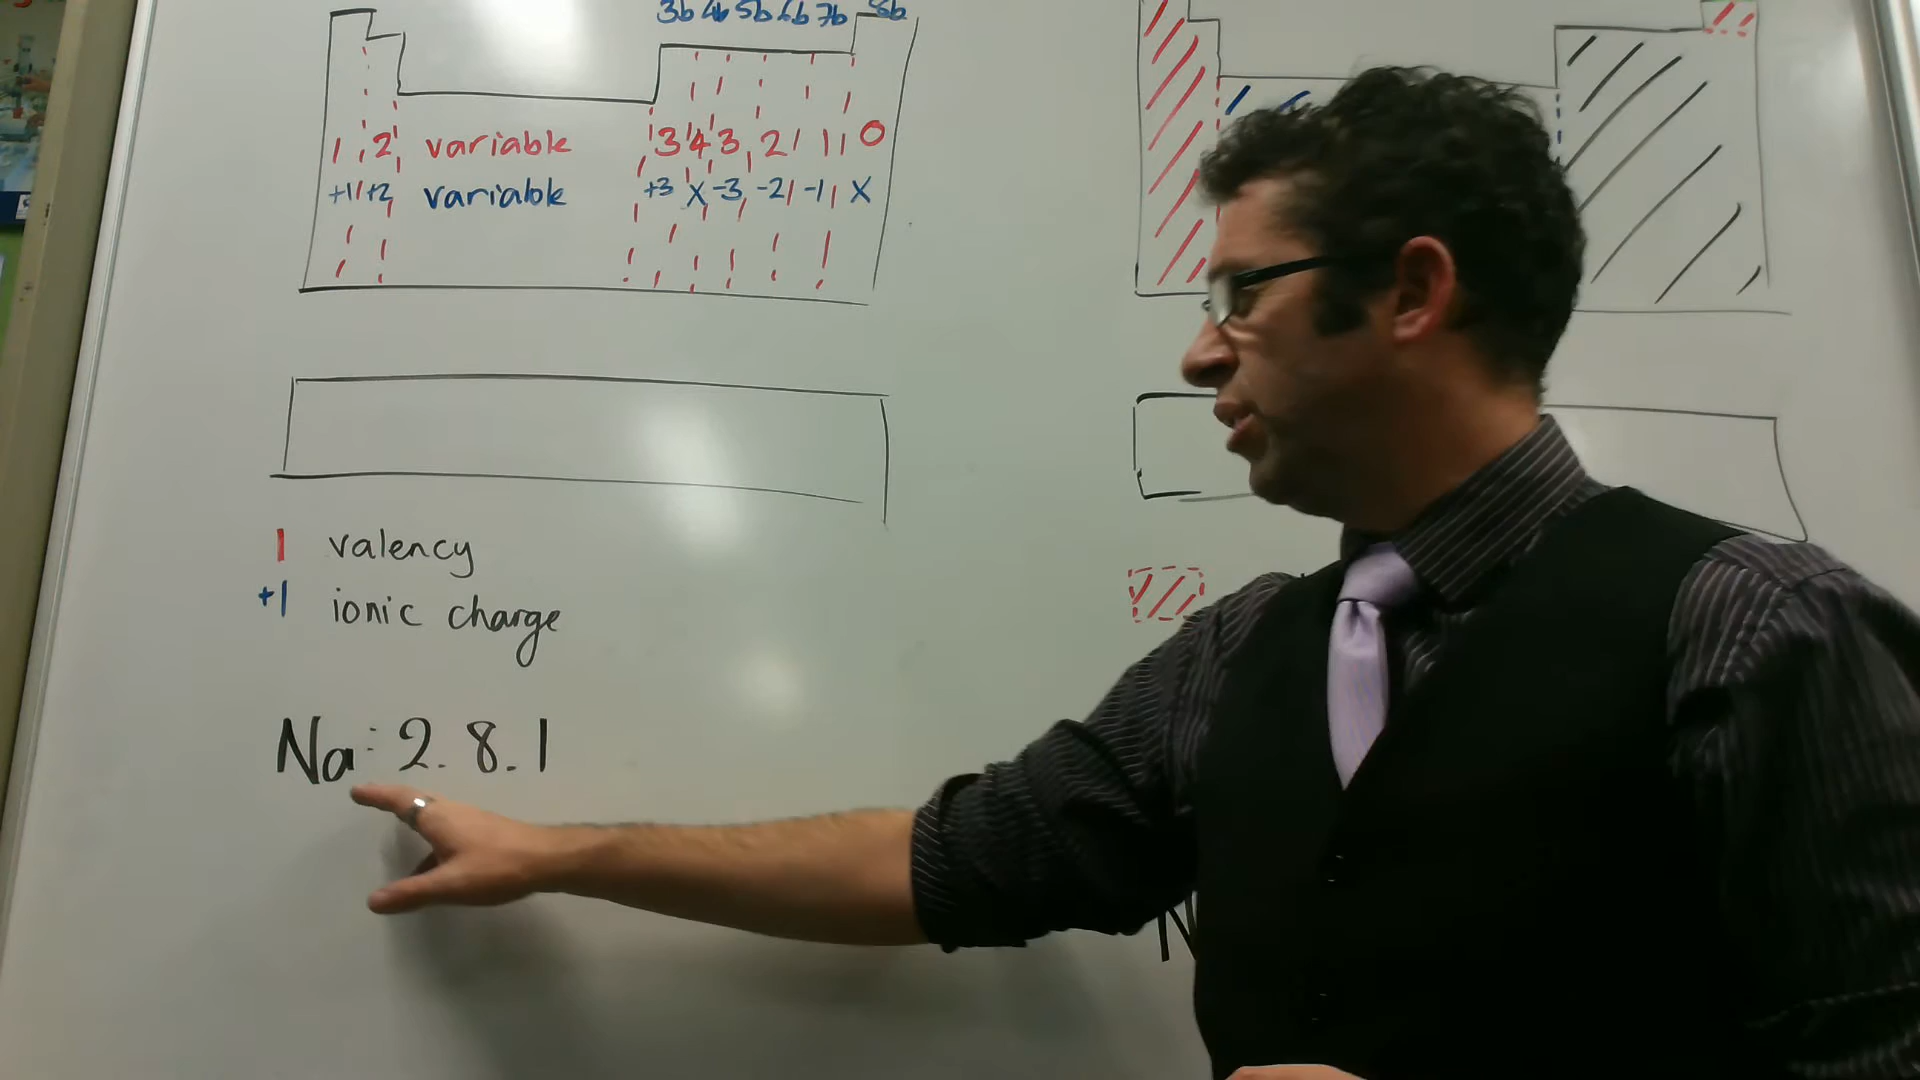 3b 4b 5b 6b 7b 8b
1 2 variable 3 4 3 2 1 0
+1 +2 variable +3 X -3 -2 -1 X
1 valency
+1 ionic charge
Na: 2.8.1
N